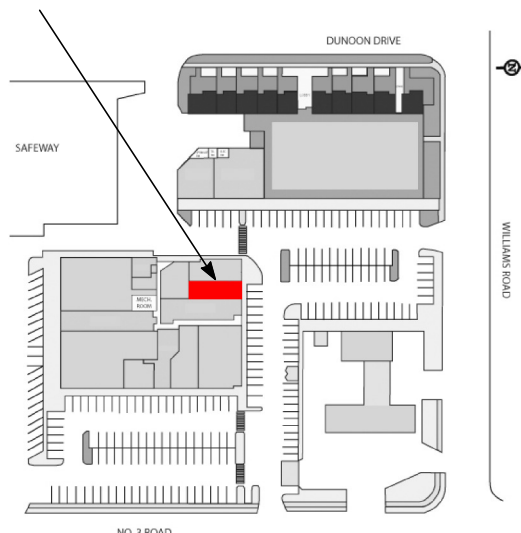 DUNOON DRIVE
N
SAFEWAY
WILLIAMS ROAD
MECH.
ROOM
NO. 3 ROAD